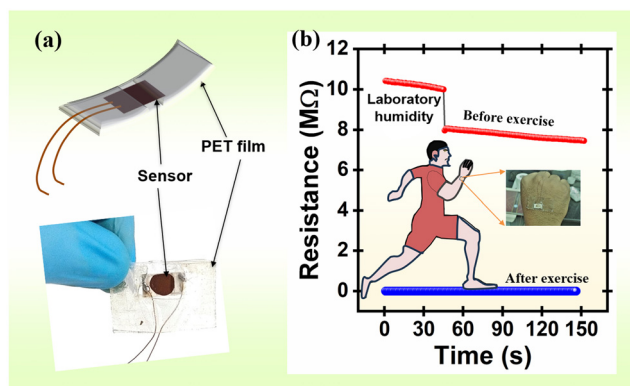 (a)
PET film
Sensor
(b)
12
10
8
6
4
2
0
Resistance (MΩ)
Laboratory
humidity
Before exercise
After exercise
0
30
60
90
120
150
Time (s)